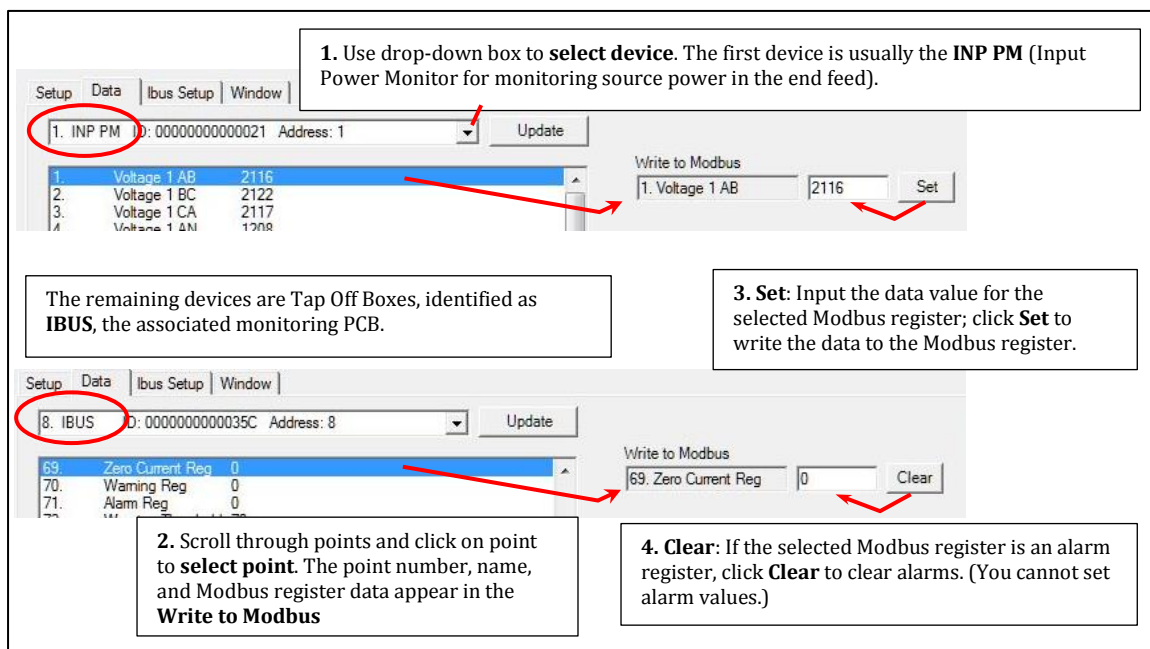 1. Use drop-down box to select device. The first device is usually the INP PM (Input
Power Monitor for monitoring source power in the end feed).
Setup Data Ibus Setup Window
1. INP PM ID: 00000000000021 Address: 1 Update
Write to Modbus
1. Voltage 1 AB 2116 Set
1. Voltage 1 AB 2116
2. Voltage 1 BC 2122
3. Voltage 1 CA 2117
4. Voltage 1 AN 1208
The remaining devices are Tap Off Boxes, identified as
IBUS, the associated monitoring PCB.
3. Set: Input the data value for the
selected Modbus register; click Set to
write the data to the Modbus register.
Setup Data Ibus Setup Window
8. IBUS ID: 0000000000035C Address: 8 Update
Write to Modbus
69. Zero Current Reg 0 Clear
69. Zero Current Reg 0
70. Warning Reg 0
71. Alarm Reg 0
2. Scroll through points and click on point
to select point. The point number, name,
and Modbus register data appear in the
Write to Modbus
4. Clear: If the selected Modbus register is an alarm
register, click Clear to clear alarms. (You cannot set
alarm values.)